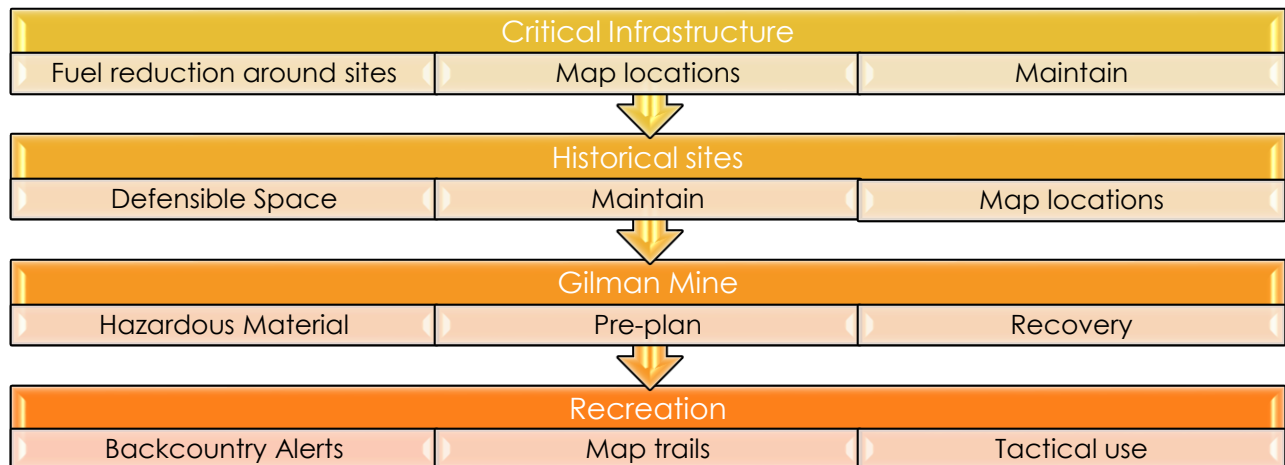 Critical Infrastructure
Fuel reduction around sites Map locations Maintain
Historical sites
Defensible Space Maintain Map locations
Gilman Mine
Hazardous Material Pre-plan Recovery
Recreation
Backcountry Alerts Map trails Tactical use